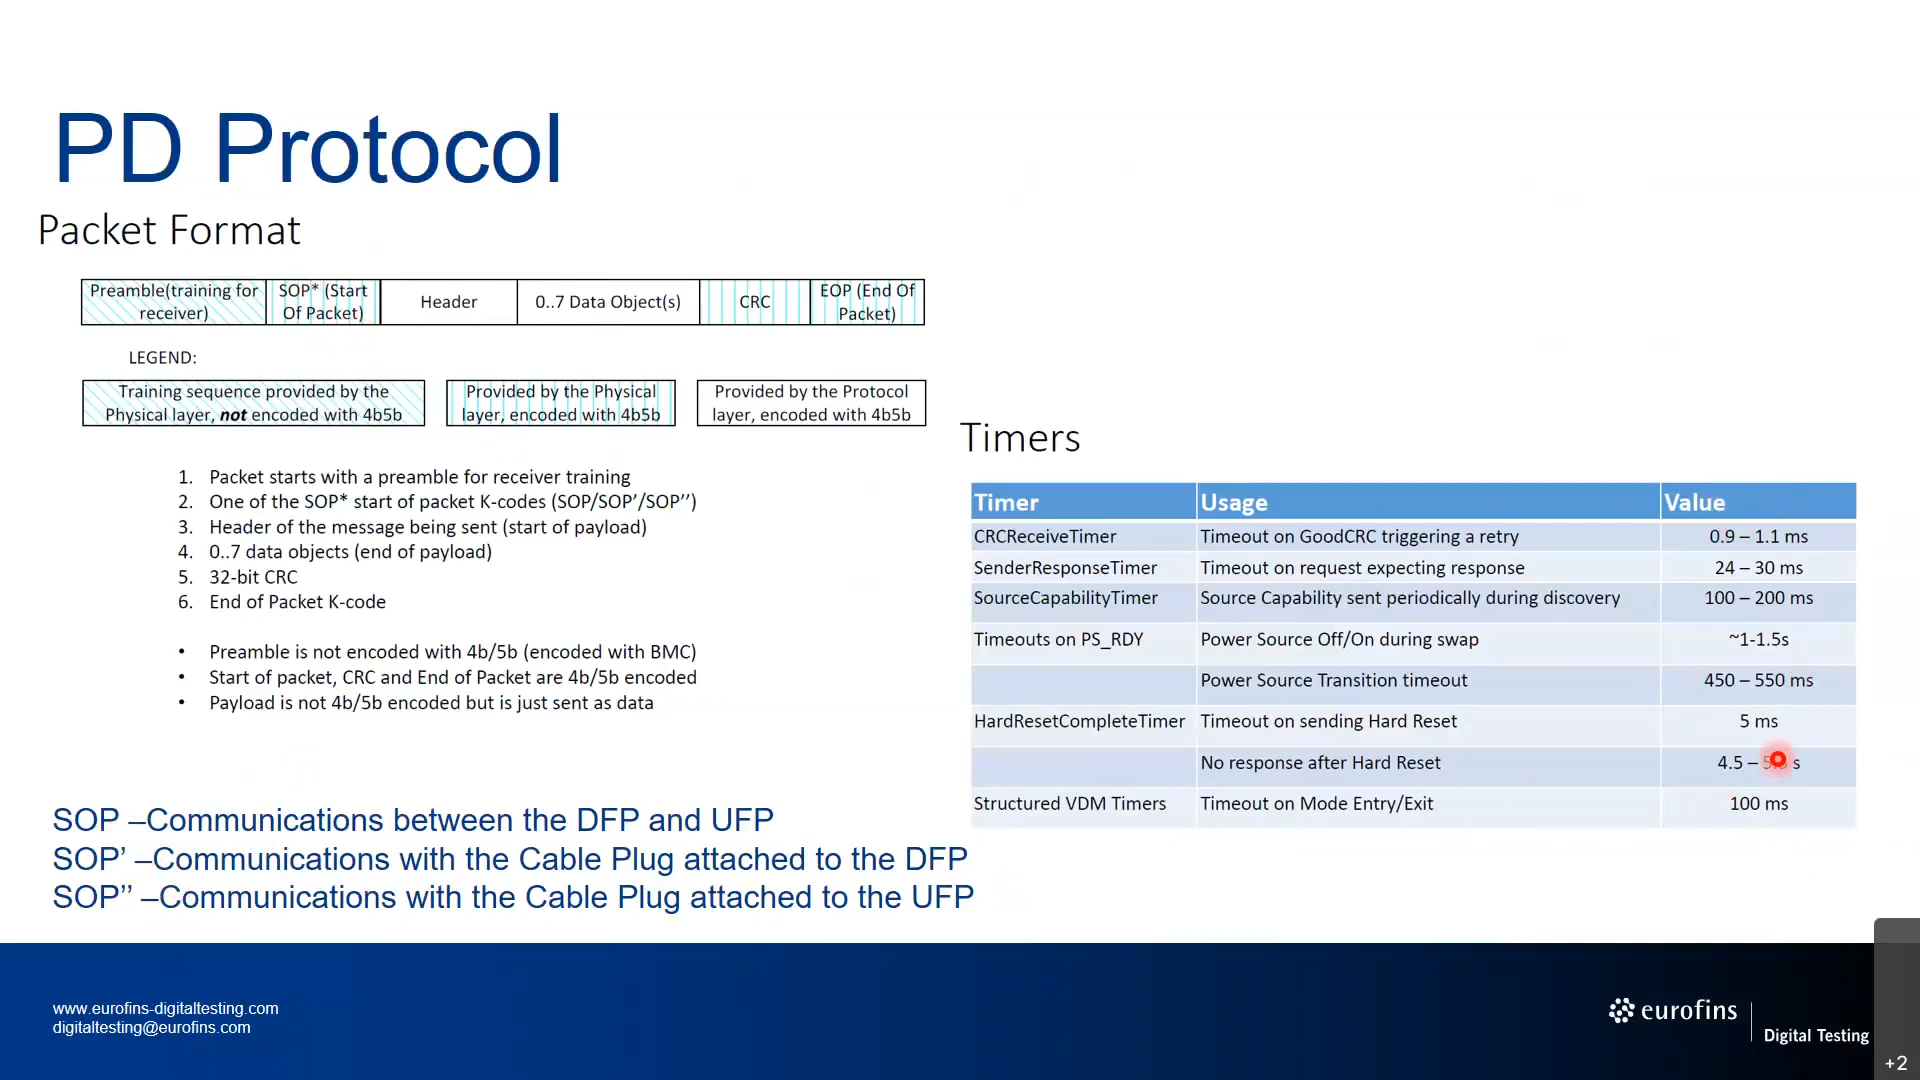 PD Protocol
Packet Format
Preamble(training for
receiver)
SOP* (Start
Of Packet)
Header
0..7 Data Object(s)
CRC
EOP (End Of
Packet)
LEGEND:
Training sequence provided by the
Physical layer, not encoded with 4b5b
Provided by the Physical
layer, encoded with 4b5b
Provided by the Protocol
layer, encoded with 4b5b
1. Packet starts with a preamble for receiver training
2. One of the SOP* start of packet K-codes (SOP/SOP’/SOP’’)
3. Header of the message being sent (start of payload)
4. 0..7 data objects (end of payload)
5. 32-bit CRC
6. End of Packet K-code
• Preamble is not encoded with 4b/5b (encoded with BMC)
• Start of packet, CRC and End of Packet are 4b/5b encoded
• Payload is not 4b/5b encoded but is just sent as data
SOP –Communications between the DFP and UFP
SOP’ –Communications with the Cable Plug attached to the DFP
SOP’’ –Communications with the Cable Plug attached to the UFP
Timers
Timer Usage Value
CRCReceiveTimer Timeout on GoodCRC triggering a retry 0.9 – 1.1 ms
SenderResponseTimer Timeout on request expecting response 24 – 30 ms
SourceCapabilityTimer Source Capability sent periodically during discovery 100 – 200 ms
Timeouts on PS_RDY Power Source Off/On during swap ~1-1.5s
Power Source Transition timeout 450 – 550 ms
HardResetCompleteTimer Timeout on sending Hard Reset 5 ms
No response after Hard Reset 4.5 – s
Structured VDM Timers Timeout on Mode Entry/Exit 100 ms
www.eurofins-digitaltesting.com
digitaltesting@eurofins.com
eurofins
Digital Testing
+2